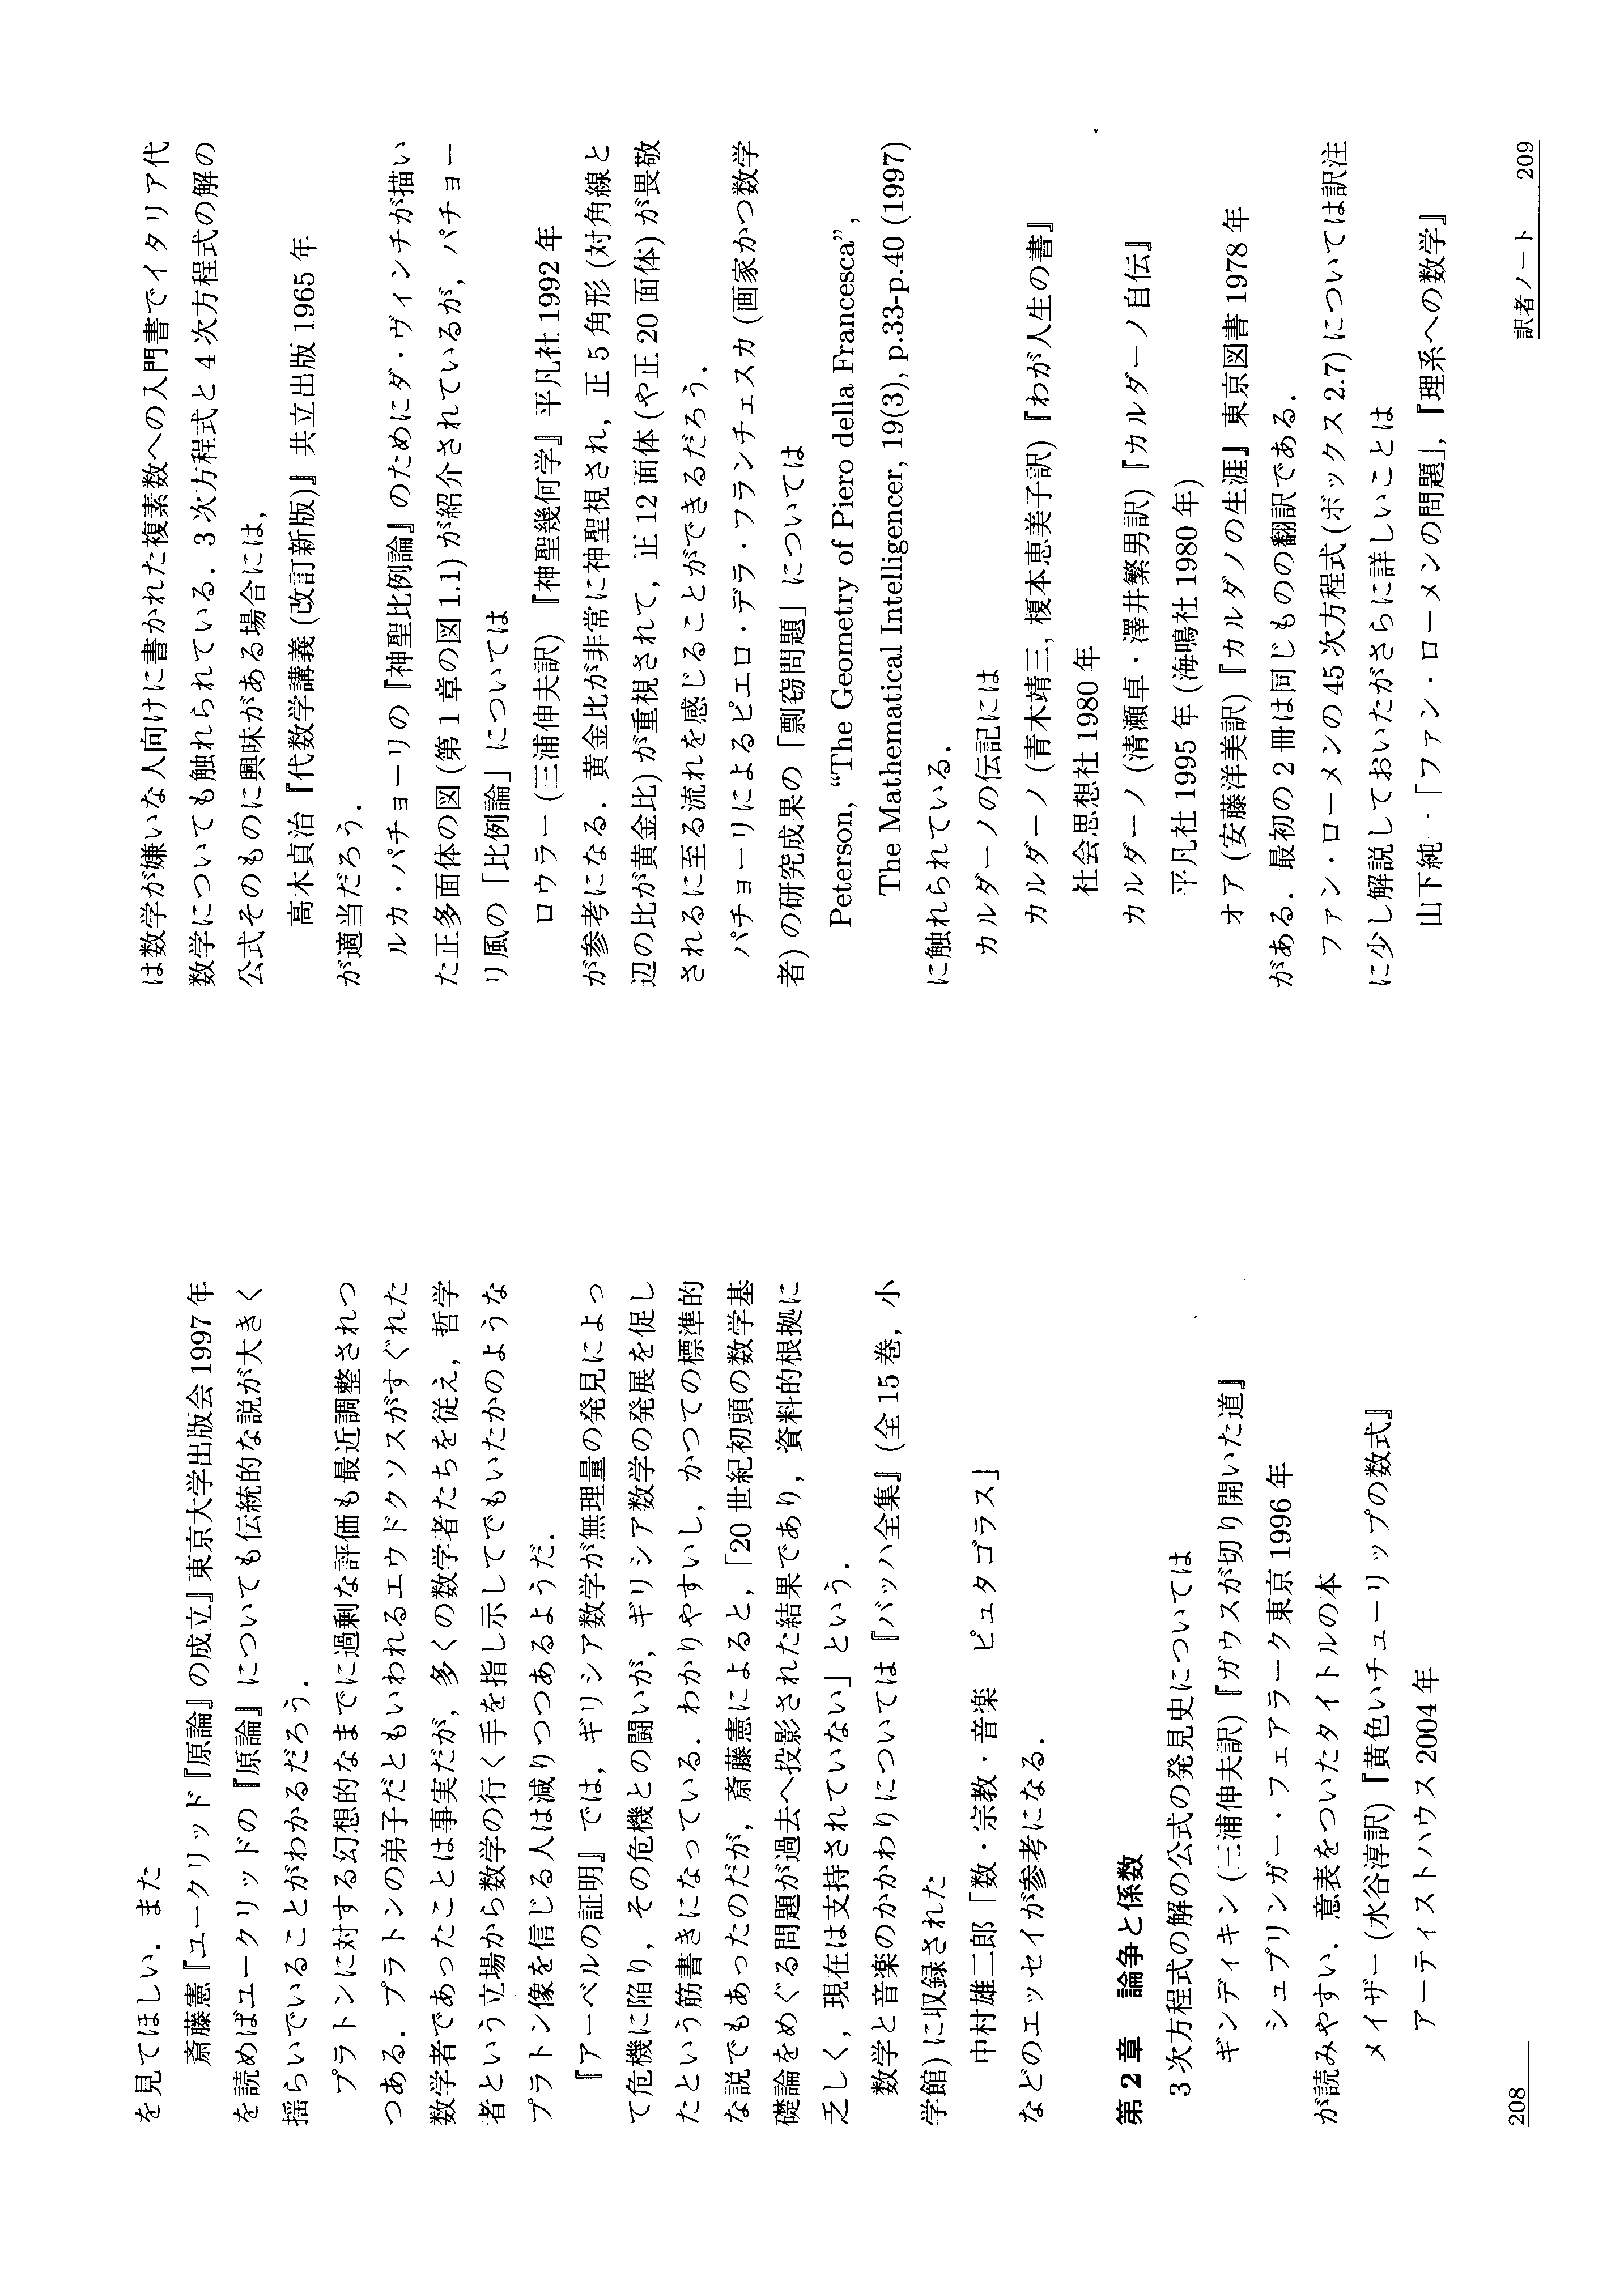 を見てほしい．また
斎藤憲『ユークリッド『原論』の成立』東京大学出版会1997年
を読めばユークリッドの『原論』についても伝統的な説が大きく
揺らいでいることがわかるだろう．
プラトンに対する幻想的なまでに過剰な評価も最近調整されつ
つある．プラトンの弟子だともいわれるエウドクソスがすぐれた
数学者であったことは事実だが，多くの数学者たちを従え，哲学
者という立場から数学の行く手を指し示してでもいたかのような
プラトン像を信じる人は減りつつあるようだ．
『アーベルの証明』では，ギリシア数学が無理量の発見によっ
て危機に陥り，その危機との闘いが，ギリシア数学の発展を促し
たという筋書きになっている．わかりやすいし，かつての標準的
な説でもあったのだが，斎藤憲によると，「20世紀初頭の数学基
礎論をめぐる問題が過去へ投影された結果であり，資料的根拠に
乏しく，現在は支持されていない」という．
数学と音楽のかかわりについては『バッハ全集』(全15巻，小
学館)に収録された
中村雄二郎「数・宗教・音楽　ピュタゴラス」
などのエッセイが参考になる．
第2章　論争と係数
3次方程式の解の公式の発見史については
ギンディキン(三浦伸夫訳)『ガウスが切り開いた道』
シュプリンガー・フェアラーク東京1996年
が読みやすい．意表をついたタイトルの本
メイザー(水谷淳訳)『黄色いチューリップの数式』
アーティストハウス2004年
208
は数学が嫌いな人向けに書かれた複素数への入門書でイタリア代
数学についても触れられている．3次方程式と4次方程式の解の
公式そのものに興味がある場合には，
高木貞治『代数学講義(改訂新版)』共立出版1965年
が適当だろう．
ルカ・パチョーリの『神聖比例論』のためにダ・ヴィンチが描い
た正多面体の図(第1章の図1.1)が紹介されているが，パチョー
リ風の「比例論」については
ロウラー(三浦伸夫訳)『神聖幾何学』平凡社1992年
が参考になる．黄金比が非常に神聖視され，正5角形(対角線と
辺の比が黄金比)が重視されて，正12面体(や正20面体)が畏敬
されるに至る流れを感じることができるだろう．
パチョーリによるピエロ・デラ・フランチェスカ(画家かつ数学
者)の研究成果の「剽窃問題」については
Peterson, “The Geometry of Piero della Francesca”,
The Mathematical Intelligencer, 19(3), p.33-p.40 (1997)
に触れられている．
カルダーノの伝記には
カルダーノ(青木靖三，榎本恵美子訳)『わが人生の書』
社会思想社1980年
カルダーノ(清瀬卓・澤井繁男訳)『カルダーノ自伝』
平凡社1995年(海鳴社1980年)
オア(安藤洋美訳)『カルダノの生涯』東京図書1978年
がある．最初の2冊は同じものの翻訳である．
ファン・ローメンの45次方程式(ボックス2.7)については訳注
に少し解説しておいたがさらに詳しいことは
山下純一「ファン・ローメンの問題」，『理系への数学』
訳者ノート　209